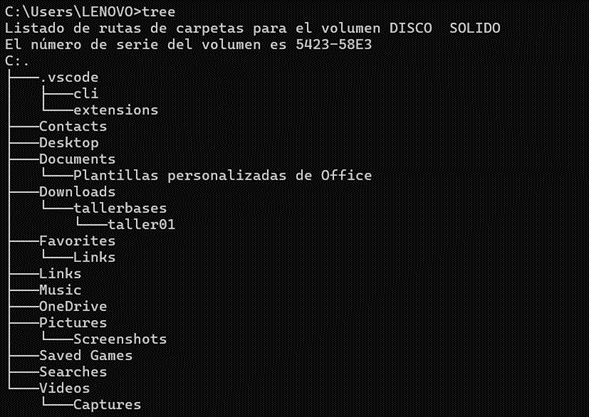 C:\Users\LENOVO>tree
Listado de rutas de carpetas para el volumen DISCO  SOLIDO
El número de serie del volumen es 5423-58E3
C:.
├───.vscode
│   ├───cli
│   └───extensions
├───Contacts
├───Desktop
├───Documents
│   └───Plantillas personalizadas de Office
├───Downloads
│   └───tallerbases
│       └───taller01
├───Favorites
│   └───Links
├───Links
├───Music
├───OneDrive
├───Pictures
│   └───Screenshots
├───Saved Games
├───Searches
└───Videos
    └───Captures